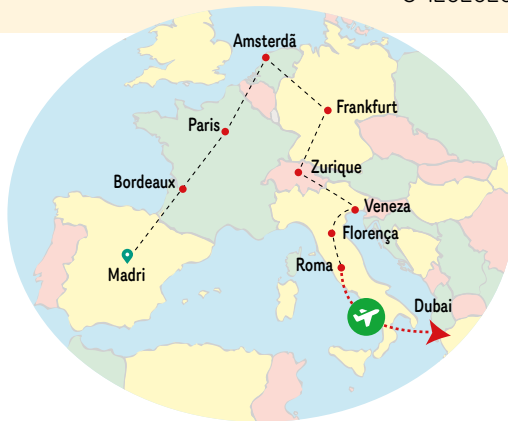 Amsterdã
Frankfurt
Paris
Zurique
Bordeaux
Veneza
Florença
Roma
Madri
Dubai